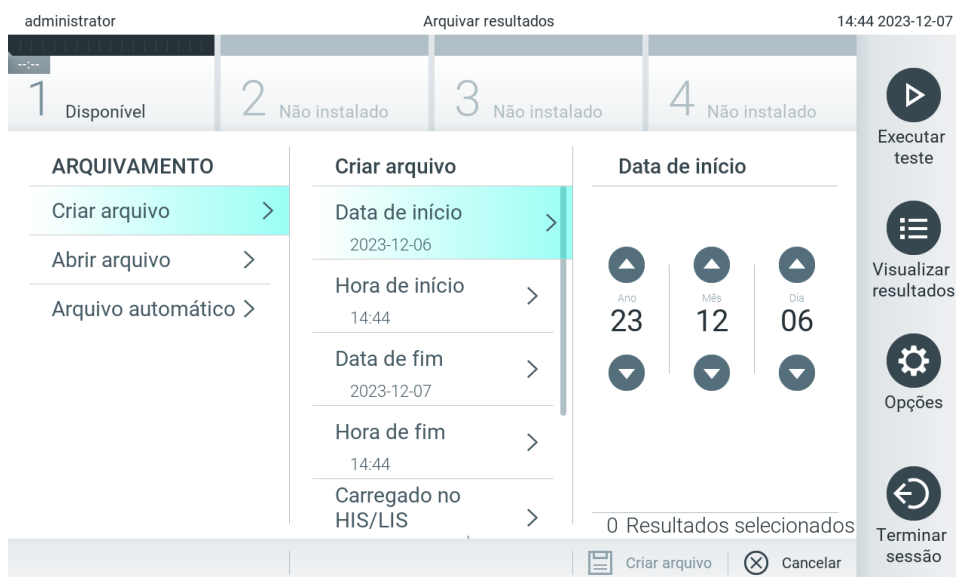 administrator
Arquivar resultados
14:44 2023-12-07
--:--
1 Disponível
2 Não instalado
3 Não instalado
4 Não instalado
ARQUIVAMENTO
Criar arquivo
Abrir arquivo
Arquivo automático
Criar arquivo
Data de início
2023-12-06
Hora de início
14:44
Data de fim
2023-12-07
Hora de fim
14:44
Carregado no
HIS/LIS
Data de início
Ano
23
Mês
12
Dia
06
0 Resultados selecionados
Criar arquivo
Cancelar
Executar
teste
Visualizar
resultados
Opções
Terminar
sessão